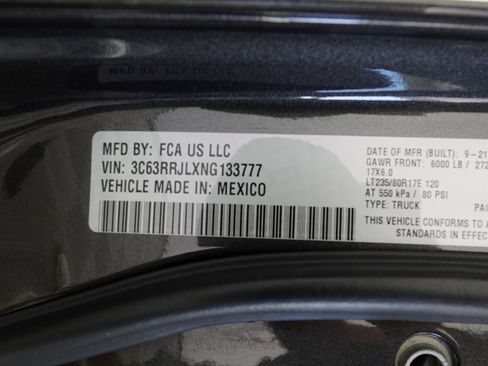 MFD BY: FCA US LLC
VIN: 3C63RRJLXNG133777
VEHICLE MADE IN: MEXICO
DATE OF MFR (BUILT): 9-21
GAWR FRONT: 6000 LB / 272
17X6.0
LT235/80R17E 120
AT 550 kPa / 80 PSI
TYPE: TRUCK PAI
THIS VEHICLE CONFORMS TO A
STANDARDS IN EFFECT